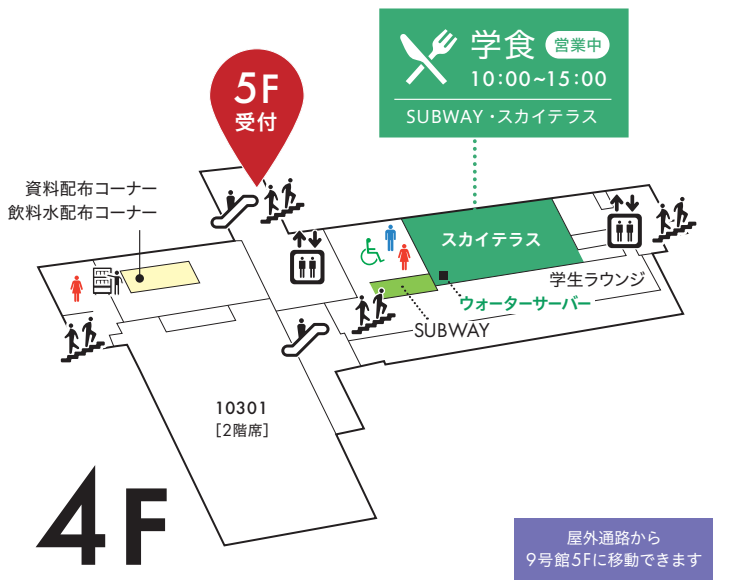 学食 営業中
10:00~15:00
SUBWAY・スカイテラス
5F
受付
資料配布コーナー
飲料水配布コーナー
スカイテラス
学生ラウンジ
ウォーターサーバー
SUBWAY
10301
[2階席]
4F
屋外通路から
9号館5Fに移動できます